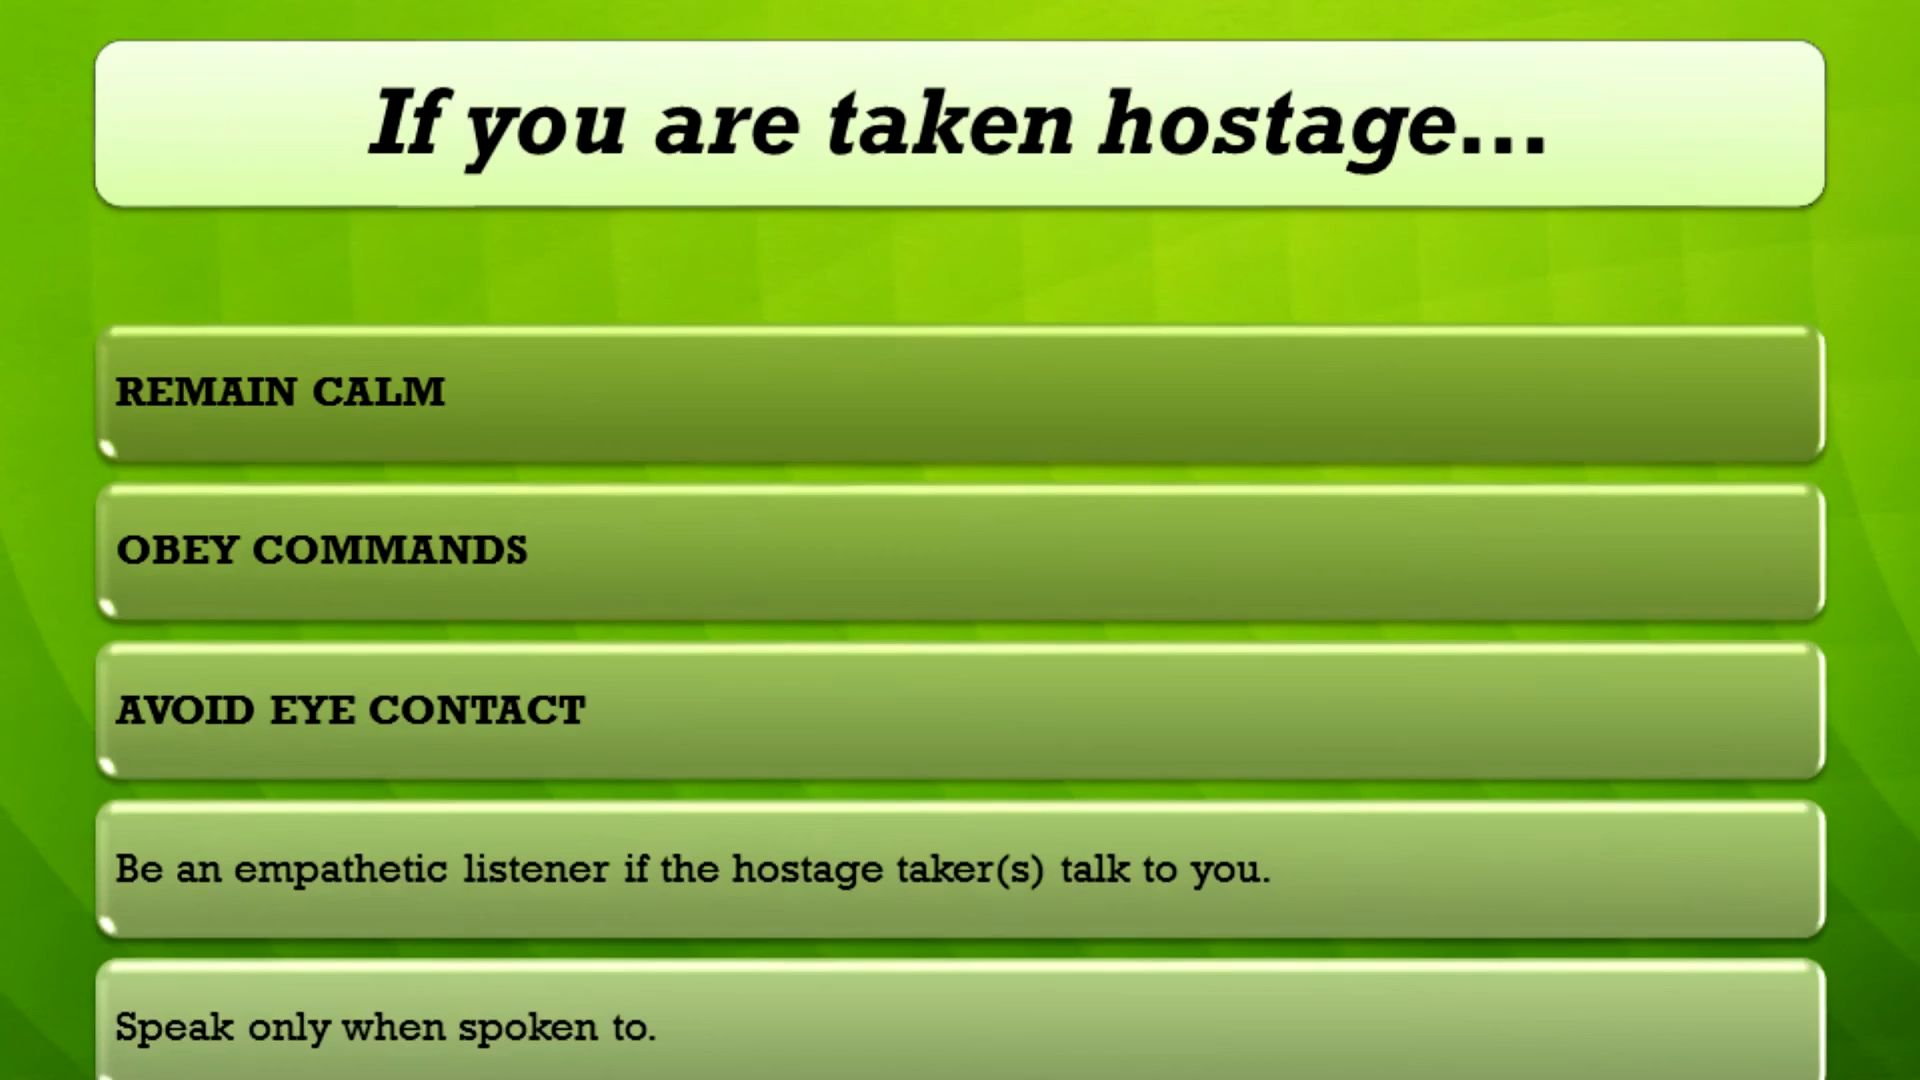 If you are taken hostage...
REMAIN CALM
OBEY COMMANDS
AVOID EYE CONTACT
Be an empathetic listener if the hostage taker(s) talk to you.
Speak only when spoken to.